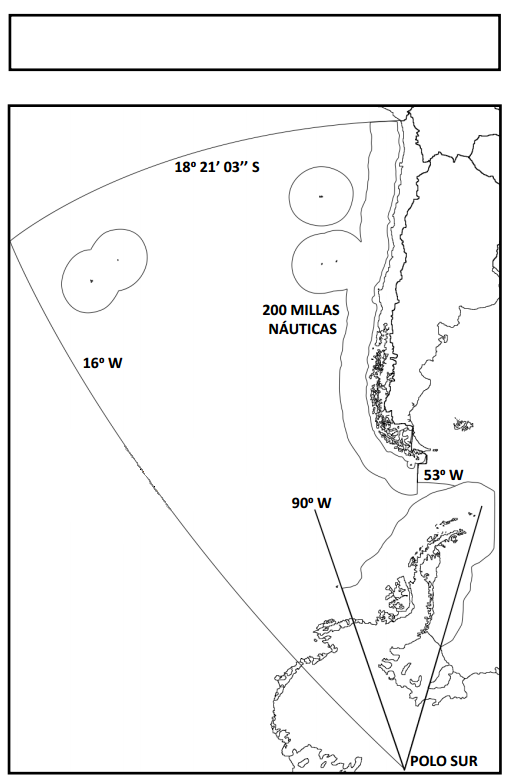 18º 21’ 03’’ S
200 MILLAS
NÁUTICAS
16º W
53º W
90º W
POLO SUR